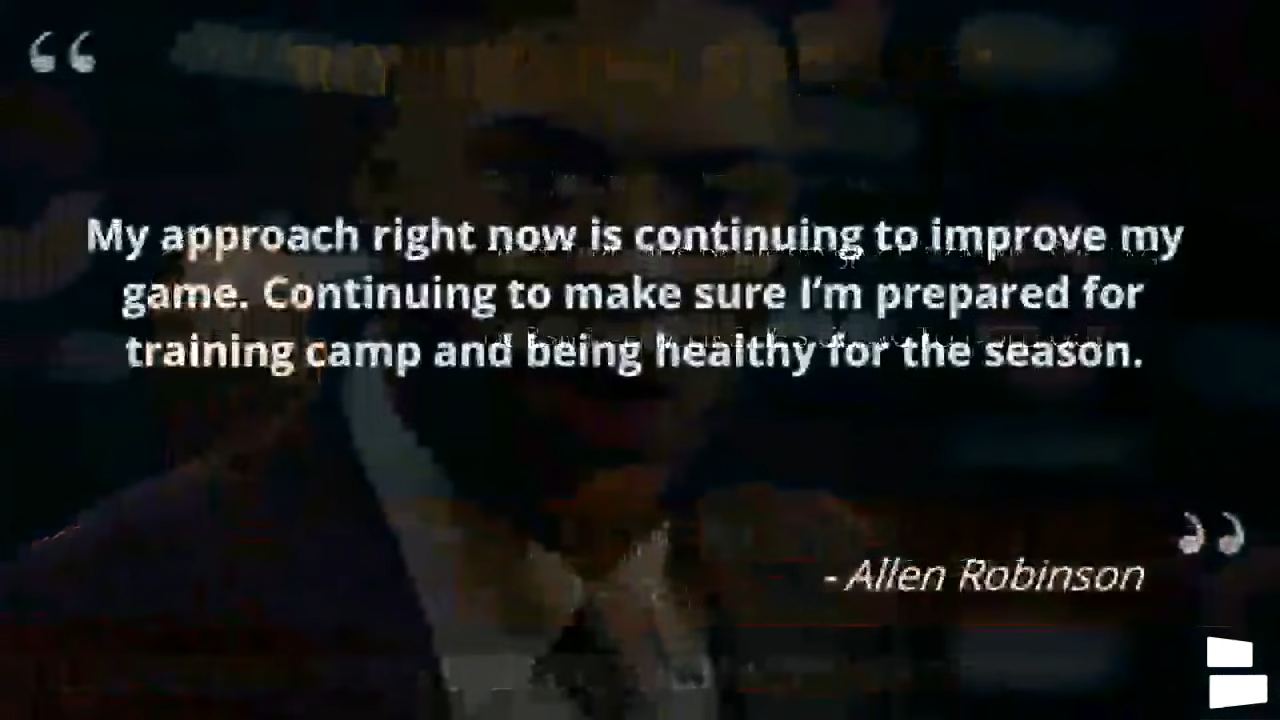 “
My approach right now is continuing to improve my
game. Continuing to make sure I’m prepared for
training camp and being healthy for the season.
”
- Allen Robinson